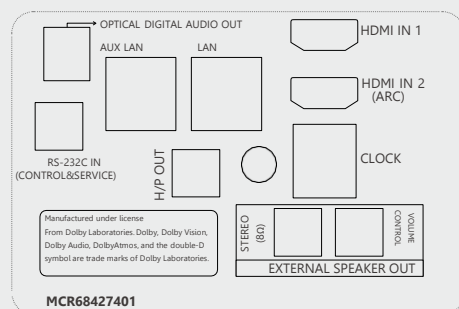 OPTICAL DIGITAL AUDIO OUT
AUX LAN
LAN
HDMI IN 1
HDMI IN 2
(ARC)
RS-232C IN
(CONTROL&SERVICE)
H/P OUT
CLOCK
STEREO
(8Ω)
VOLUME
CONTROL
EXTERNAL SPEAKER OUT
Manufactured under license
From Dolby Laboratories. Dolby, Dolby Vision,
Dolby Audio, DolbyAtmos, and the double-D
symbol are trade marks of Dolby Laboratories.
MCR68427401